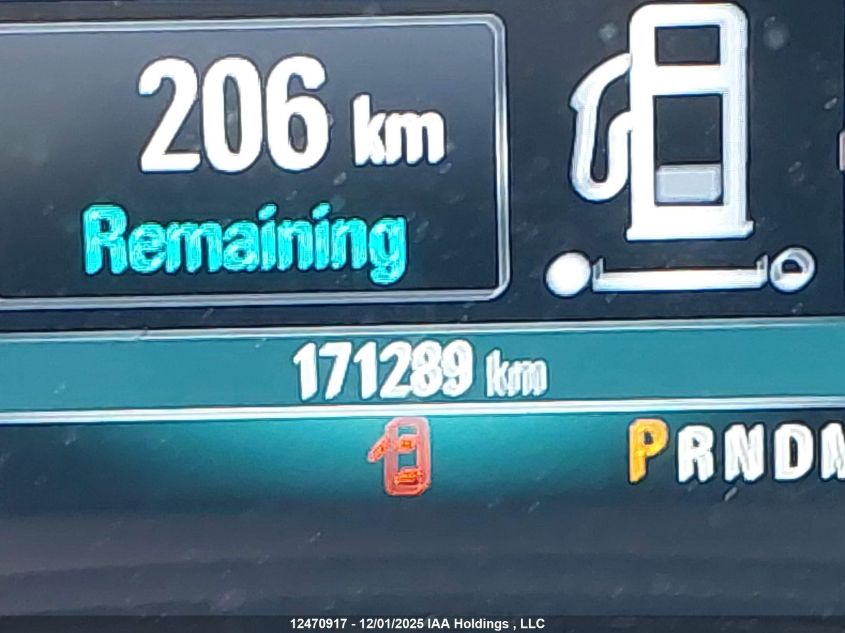 206 km
Remaining
171289 km
PRNDM
12470917 - 12/01/2025 IAA Holdings , LLC